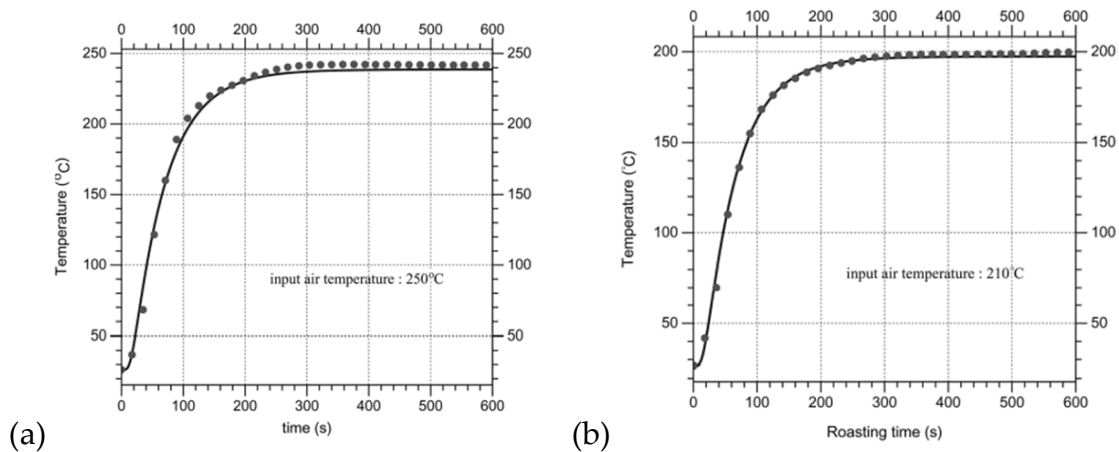 0 100 200 300 400 500 600
250 250
200 200
150 150
100 100
50 50
Temperature (°C)
input air temperature : 250°C
0 100 200 300 400 500 600
time (s)
(a)
0 100 200 300 400 500 600
200 200
150 150
100 100
50 50
Temperature (°C)
input air temperature : 210°C
0 100 200 300 400 500 600
Roasting time (s)
(b)